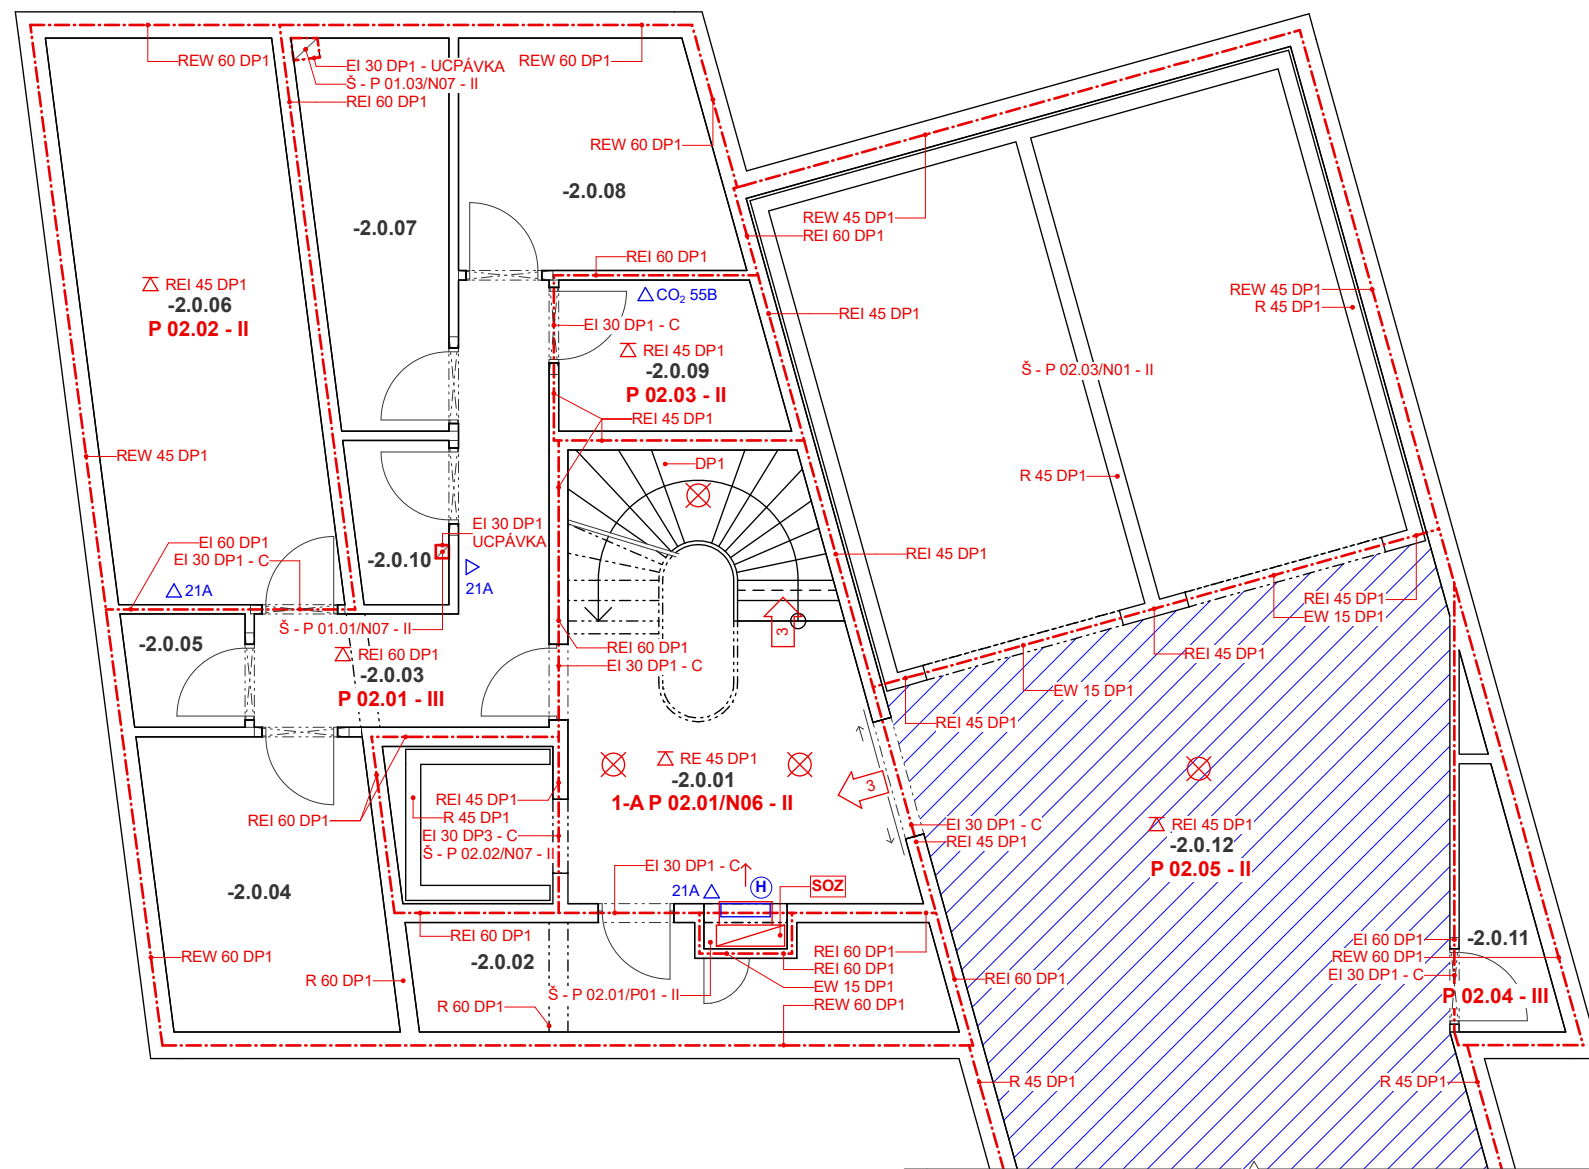 REW 60 DP1
EI 30 DP1 - UCPÁVKA
Š - P 01.03/N07 - II
REI 60 DP1
REW 60 DP1
REW 60 DP1
-2.0.08
-2.0.07
REW 45 DP1
REI 60 DP1
REI 60 DP1
REI 45 DP1
-2.0.06
P 02.02 - II
CO₂ 55B
EI 30 DP1 - C
REI 45 DP1
REW 45 DP1
R 45 DP1
REI 45 DP1
-2.0.09
P 02.03 - II
Š - P 02.03/N01 - II
REI 45 DP1
REW 45 DP1
DP1
R 45 DP1
EI 30 DP1
UCPÁVKA
EI 60 DP1
EI 30 DP1 - C
-2.0.10
REI 45 DP1
21A
21A
REI 45 DP1
EW 15 DP1
Š - P 01.01/N07 - II
3
-2.0.05
REI 60 DP1
-2.0.03
P 02.01 - III
REI 60 DP1
EI 30 DP1 - C
REI 45 DP1
EW 15 DP1
REI 45 DP1
RE 45 DP1
-2.0.01
1-A P 02.01/N06 - II
3
REI 45 DP1
R 45 DP1
EI 30 DP3 - C
Š - P 02.02/N07 - II
REI 60 DP1
EI 30 DP1 - C
REI 45 DP1
REI 45 DP1
-2.0.12
P 02.05 - II
EI 30 DP1 - C
21A
H
SOZ
-2.0.04
REI 60 DP1
-2.0.02
REI 60 DP1
REI 60 DP1
EW 15 DP1
REW 60 DP1
EI 60 DP1
-2.0.11
REW 60 DP1
EI 30 DP1 - C
P 02.04 - III
REW 60 DP1
R 60 DP1
Š - P 02.01/P01 - II
R 60 DP1
REI 60 DP1
R 45 DP1
R 45 DP1